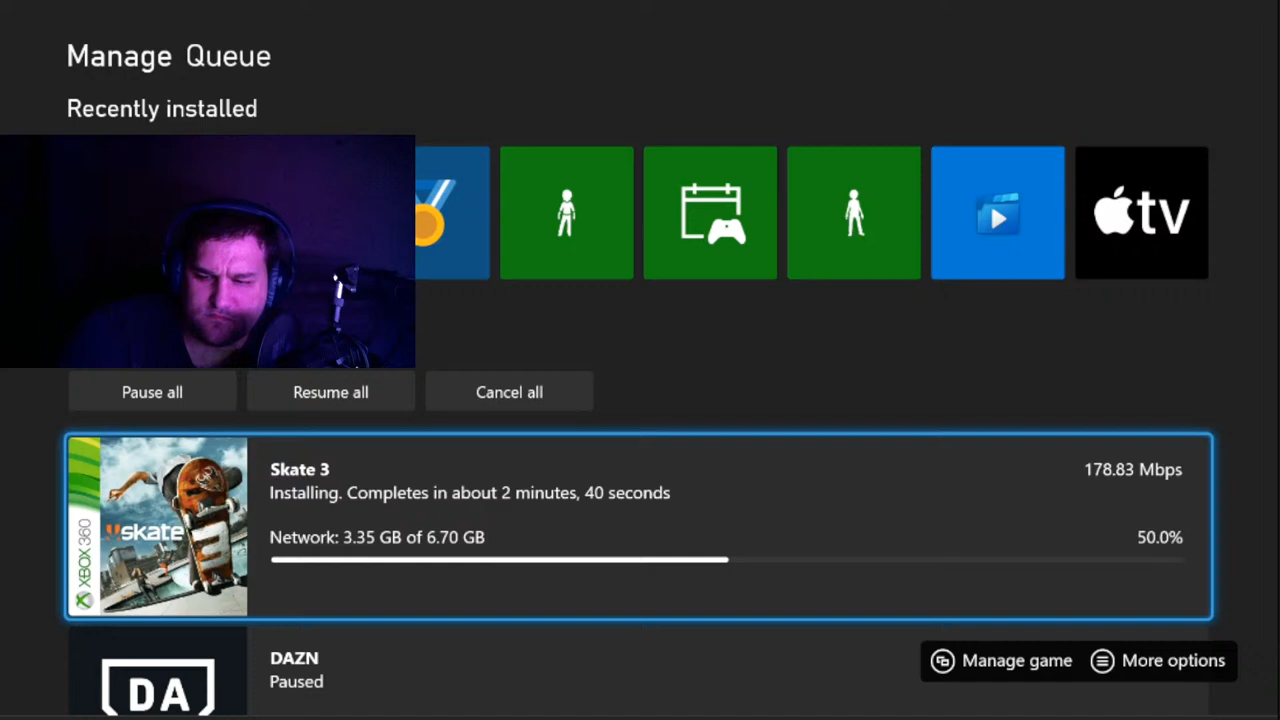 Manage Queue
Recently installed
tv
Pause all
Resume all
Cancel all
XBOX 360
skate 3
Skate 3
178.83 Mbps
Installing. Completes in about 2 minutes, 40 seconds
Network: 3.35 GB of 6.70 GB
50.0%
DA
DAZN
Paused
Manage game
More options